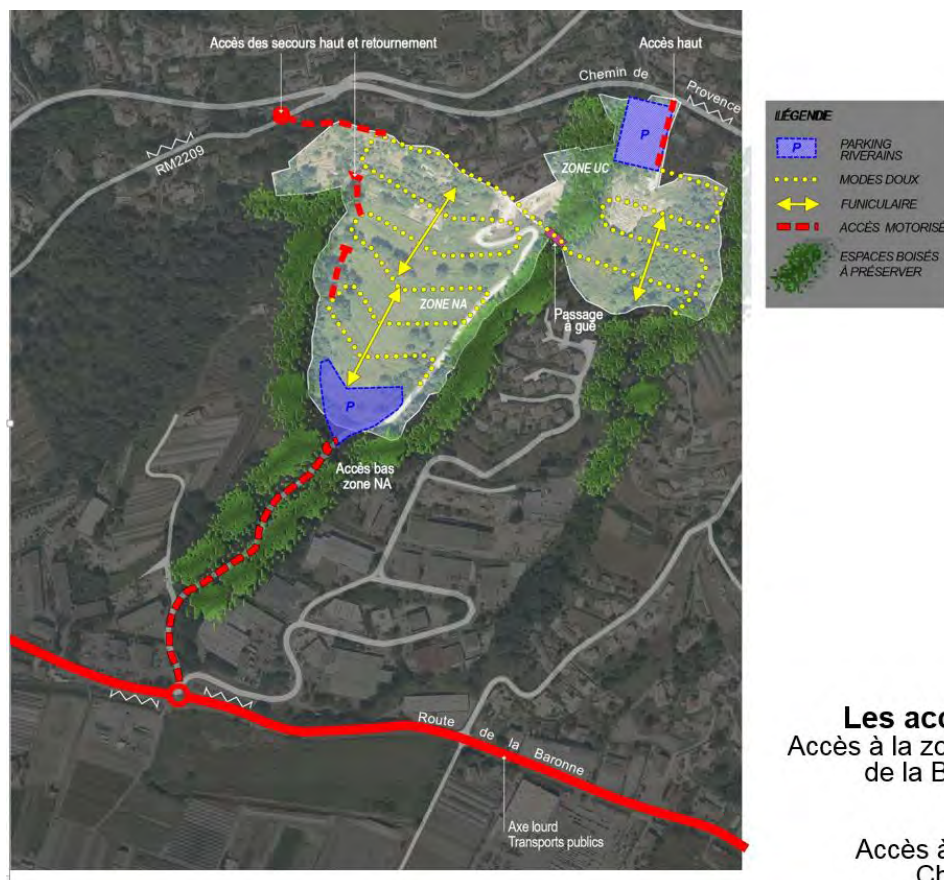 Accès des secours haut et retournement
Accès haut
Chemin de Provence
RM2209
ZONE UC
LÉGENDE
P PARKING
RIVERAINS
MODES DOUX
FUNICULAIRE
ACCÈS MOTORISÉ
ESPACES BOISÉS
À PRÉSERVER
P
ZONE NA
Passage
à gué
P
Accès bas
zone NA
Route de la Baronne
Axe lourd
Transports publics
Les acc
Accès à la zo
de la B
Accès à
Ch